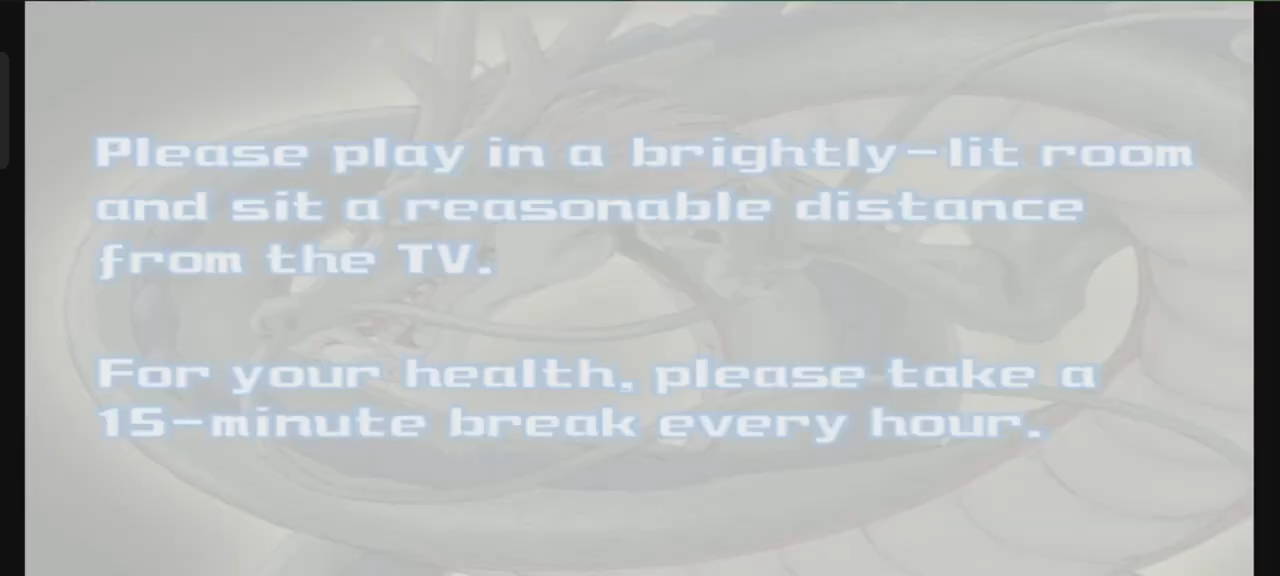 Please play in a brightly-lit room
and sit a reasonable distance
from the TV.
For your health, please take a
15-minute break every hour.